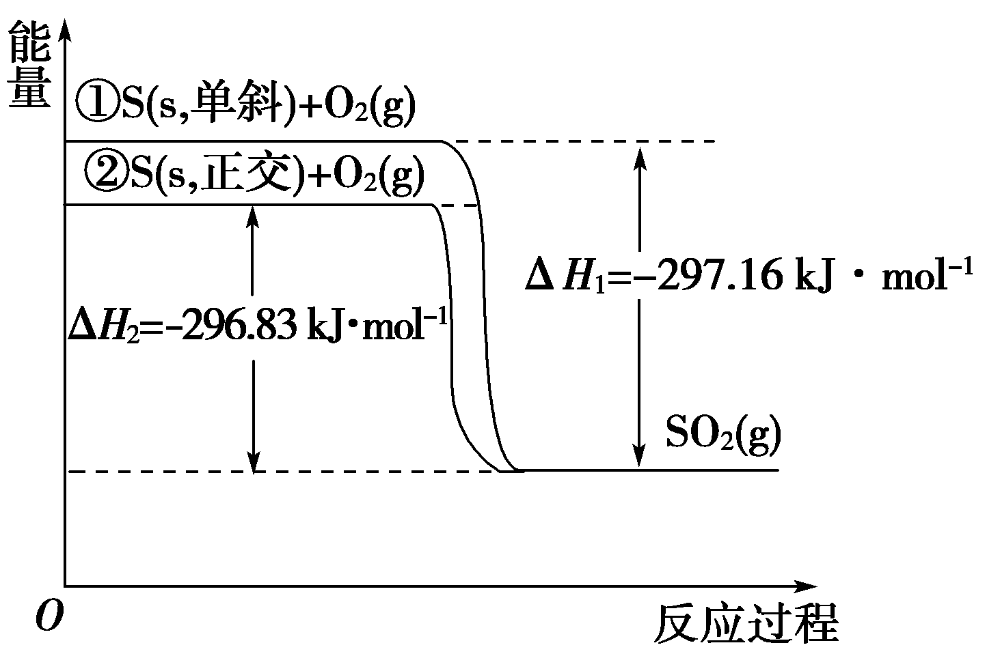 能量
①S(s,单斜)+O₂(g)
②S(s,正交)+O₂(g)
ΔH₁=−297.16 kJ·mol⁻¹
ΔH₂=−296.83 kJ·mol⁻¹
SO₂(g)
O
反应过程